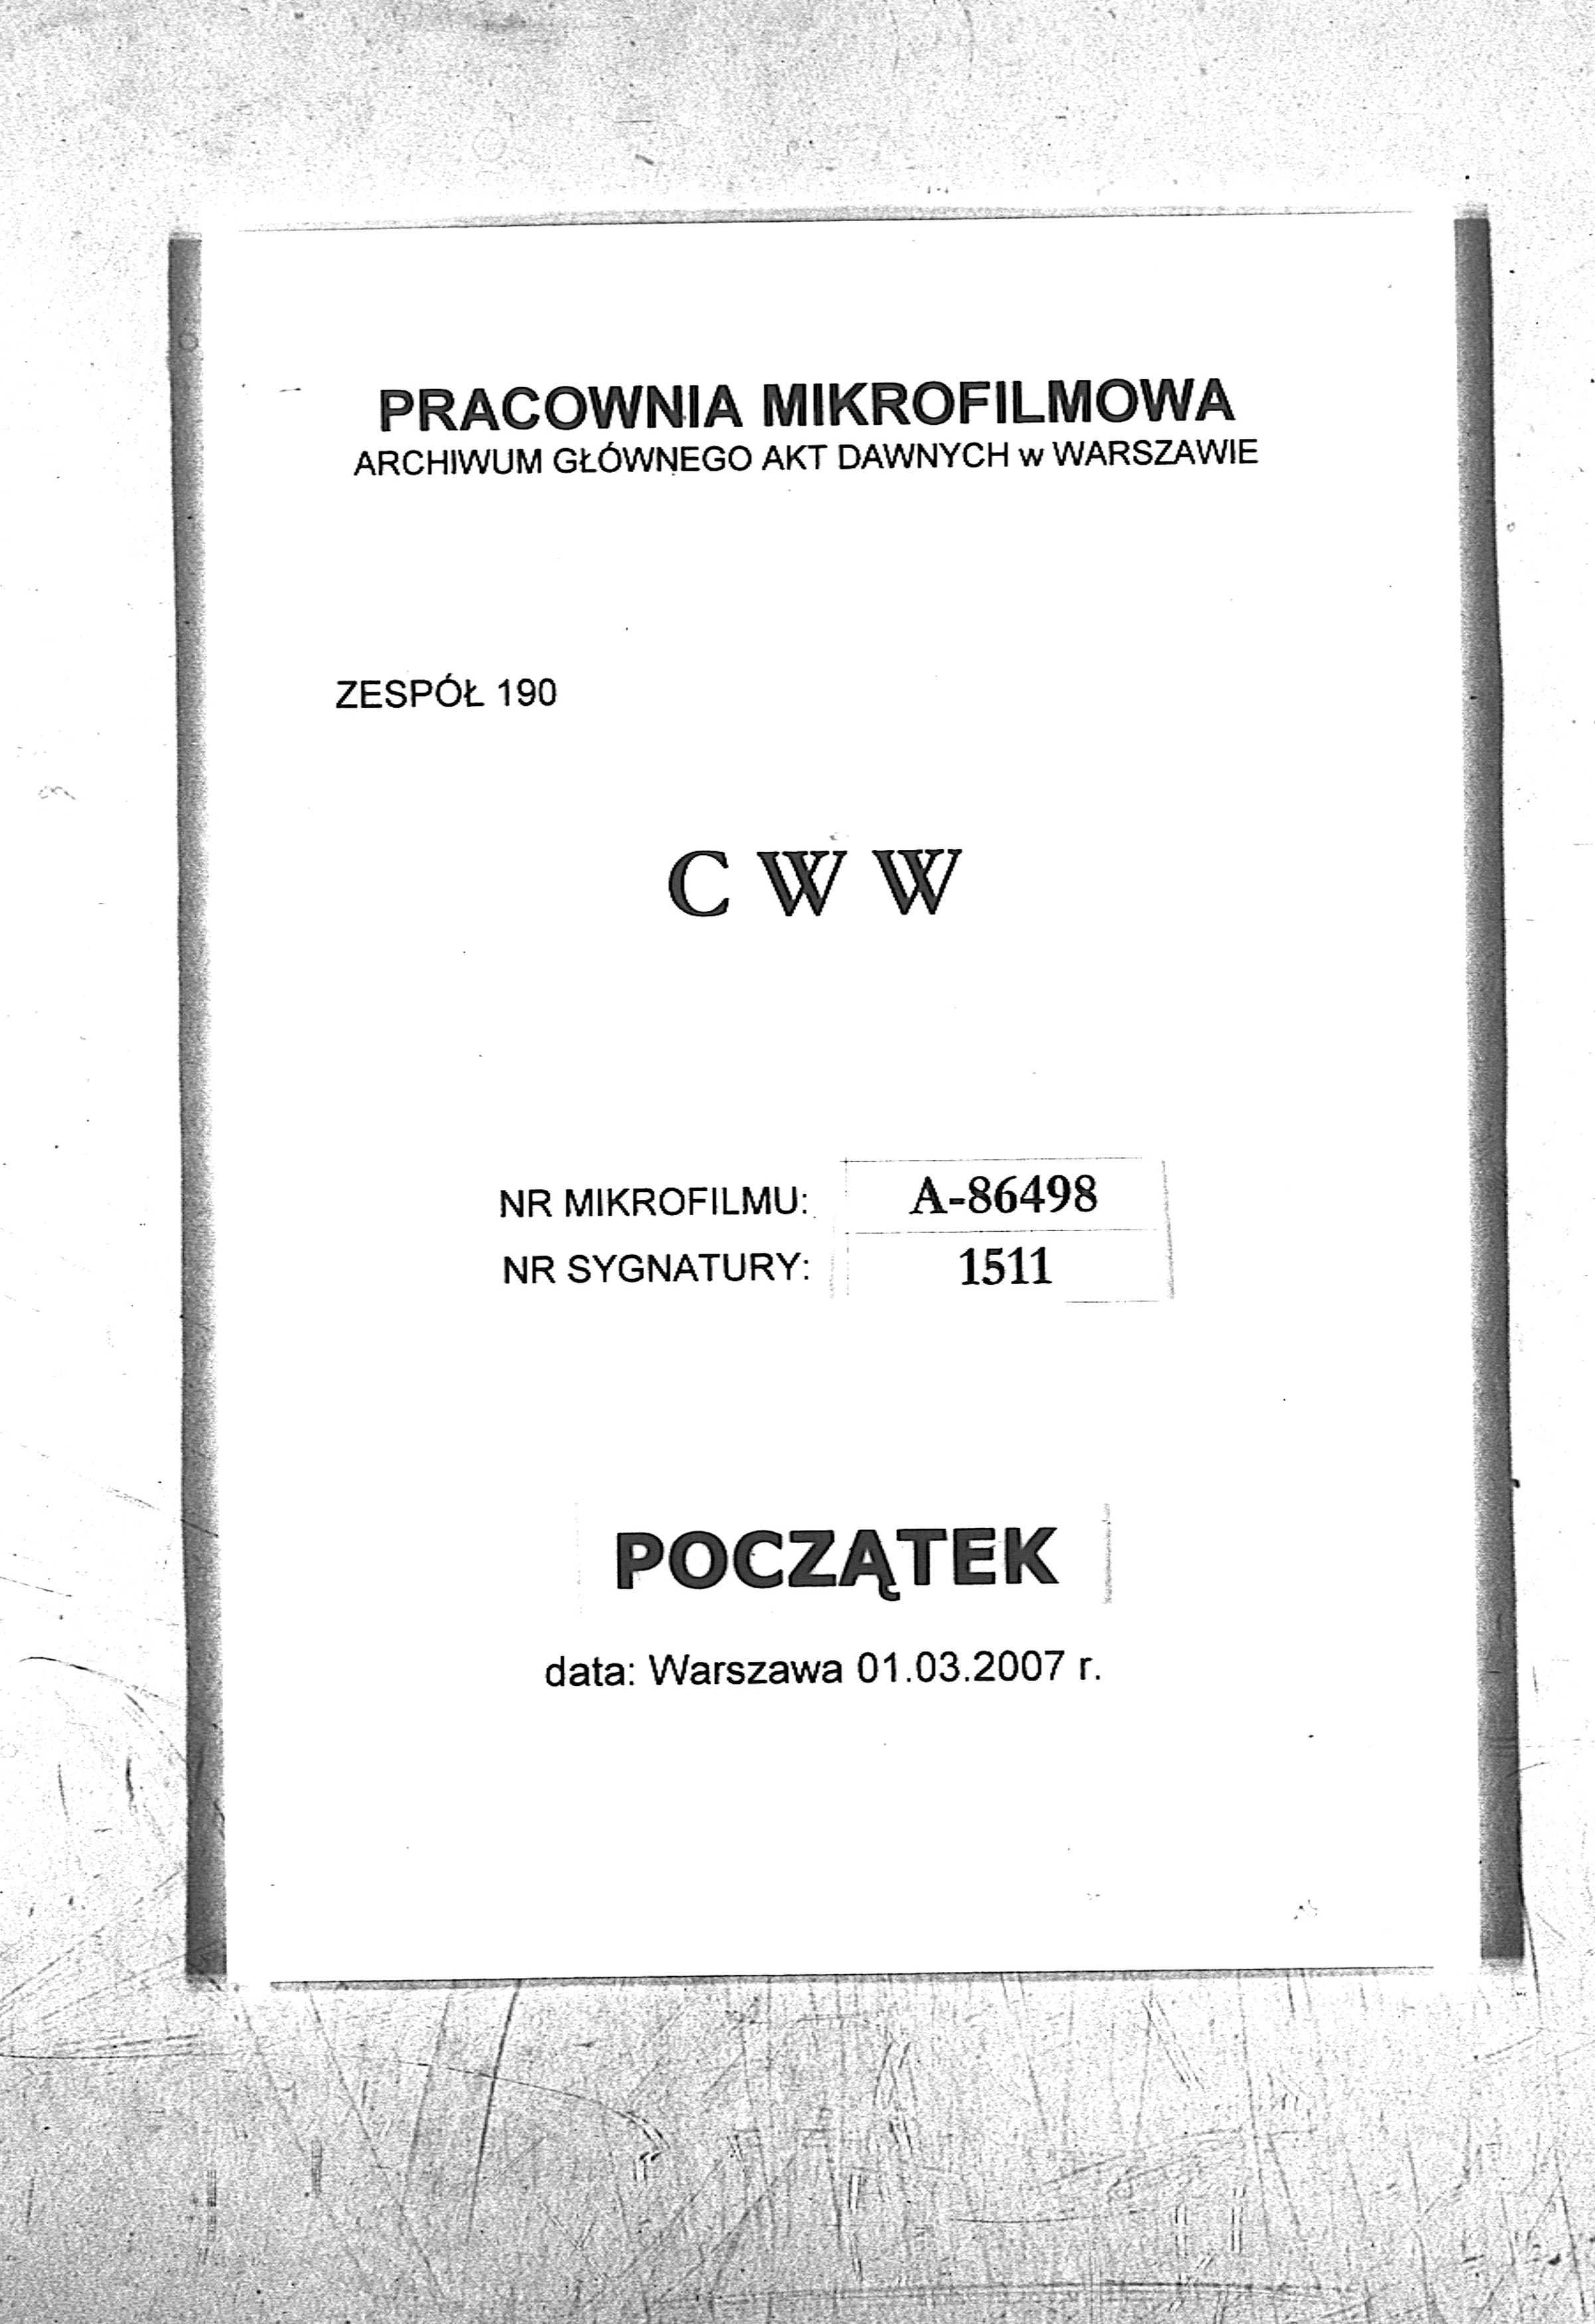 PRACOWNIA MIKROFILMOWA
ARCHIWUM GŁÓWNEGO AKT DAWNYCH w WARSZAWIE
ZESPÓŁ 190
C W W
NR MIKROFILMU: A-86498
NR SYGNATURY: 1511
POCZĄTEK
data: Warszawa 01.03.2007 r.